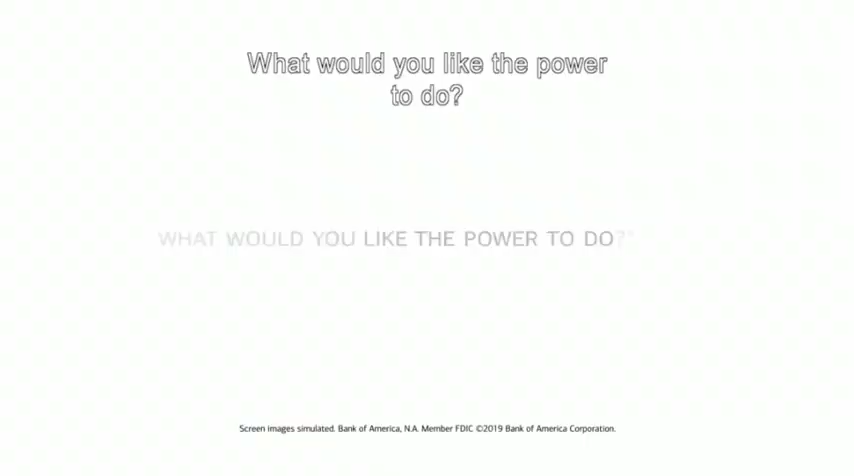 What would you like the power
to do?
WHAT WOULD YOU LIKE THE POWER TO DO?
Screen images simulated. Bank of America, N.A. Member FDIC ©2019 Bank of America Corporation.